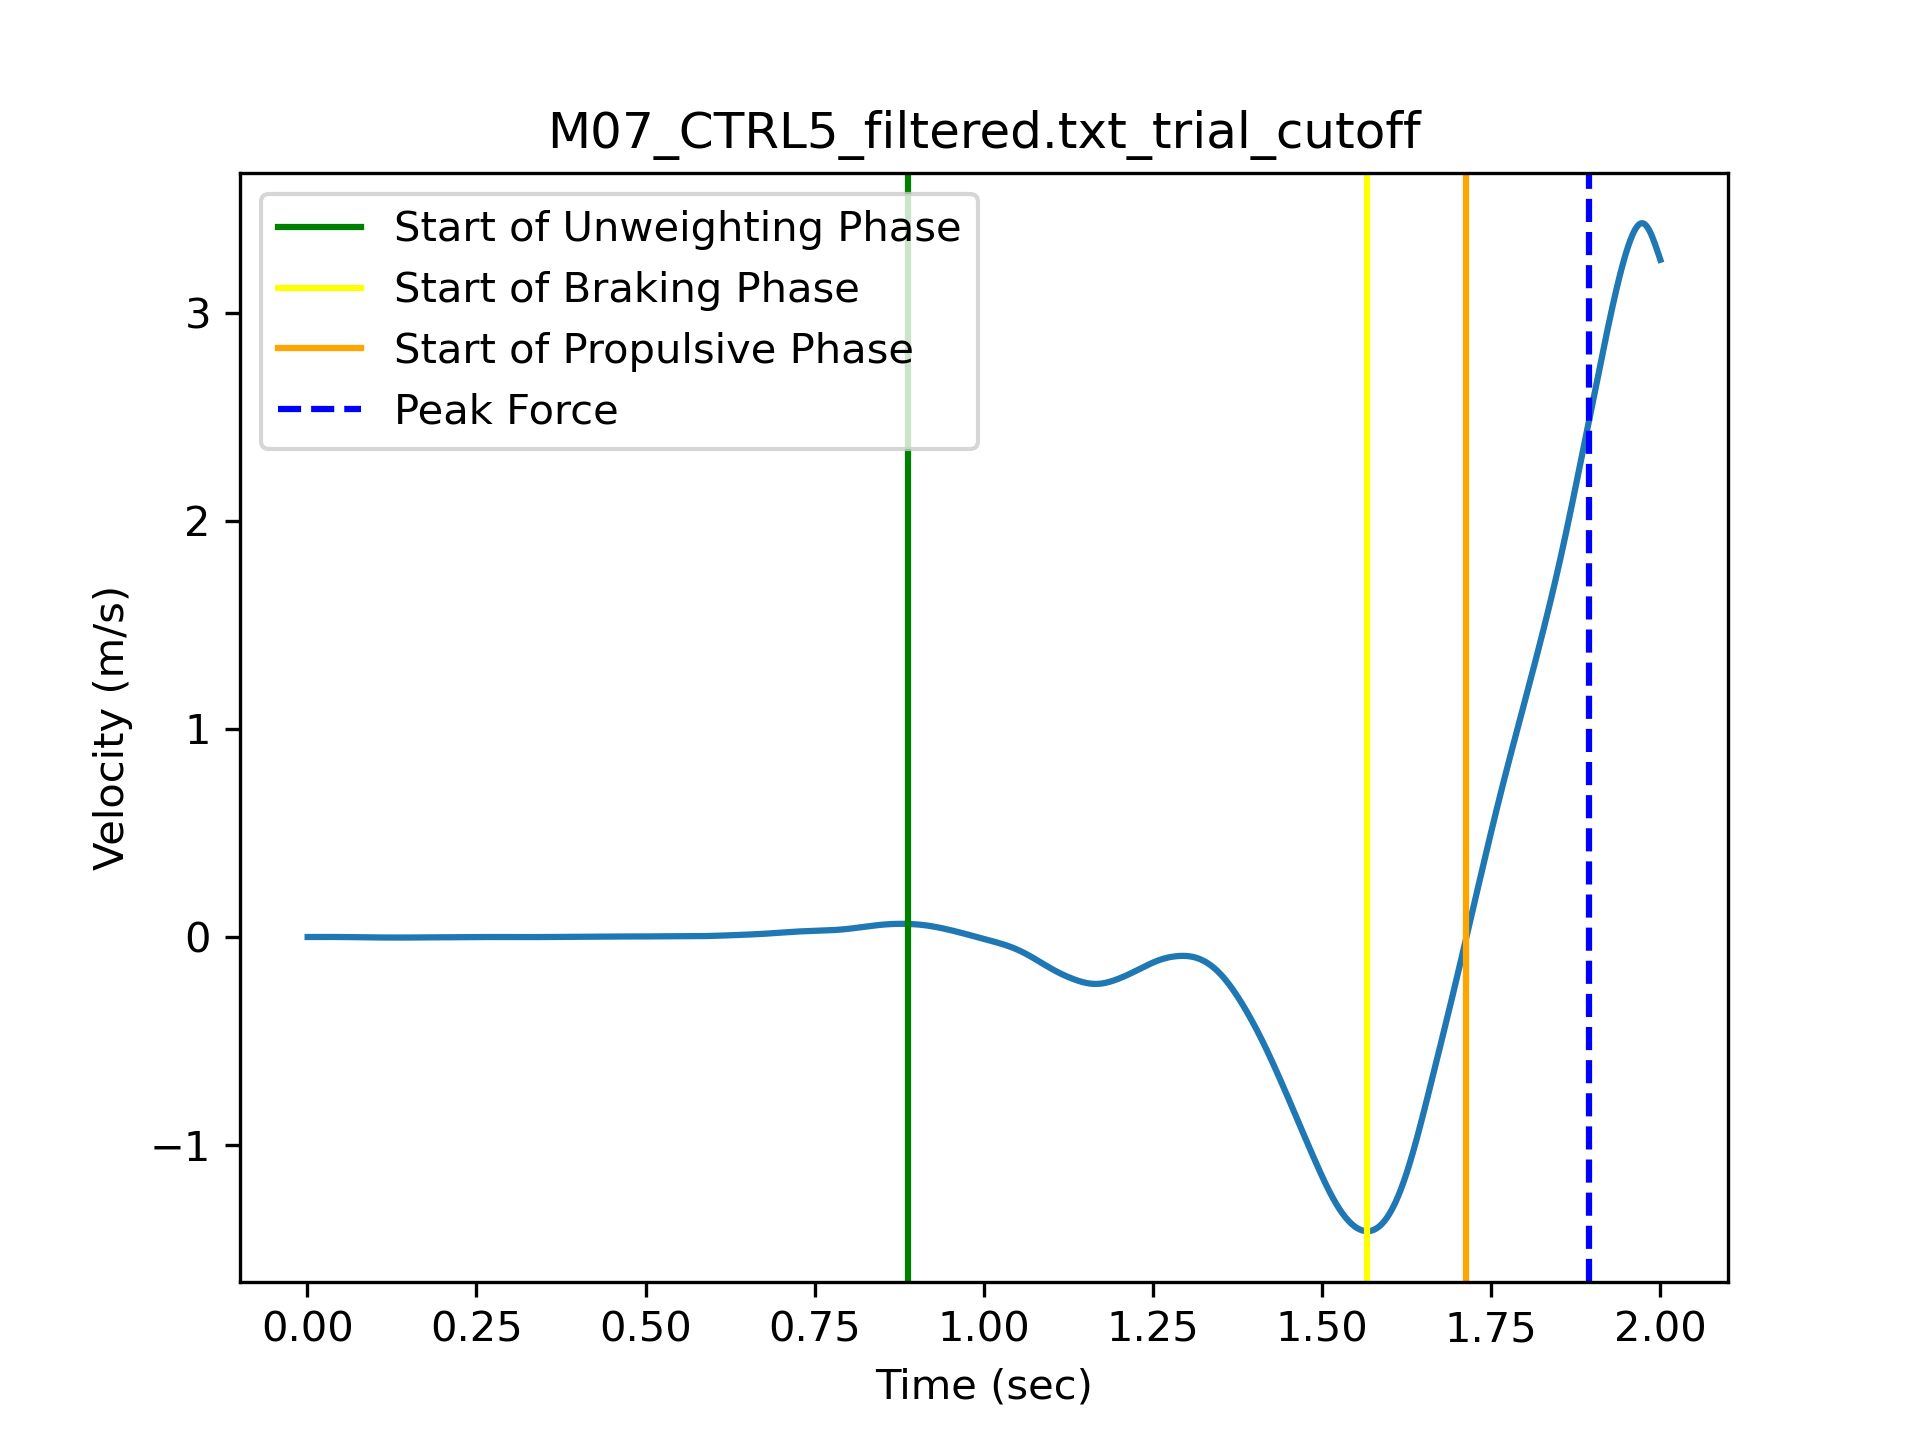 M07_CTRL5_filtered.txt_trial_cutoff
Start of Unweighting Phase
Start of Braking Phase
Start of Propulsive Phase
Peak Force
3
2
1
0
−1
Velocity (m/s)
0.00 0.25 0.50 0.75 1.00 1.25 1.50 1.75 2.00
Time (sec)